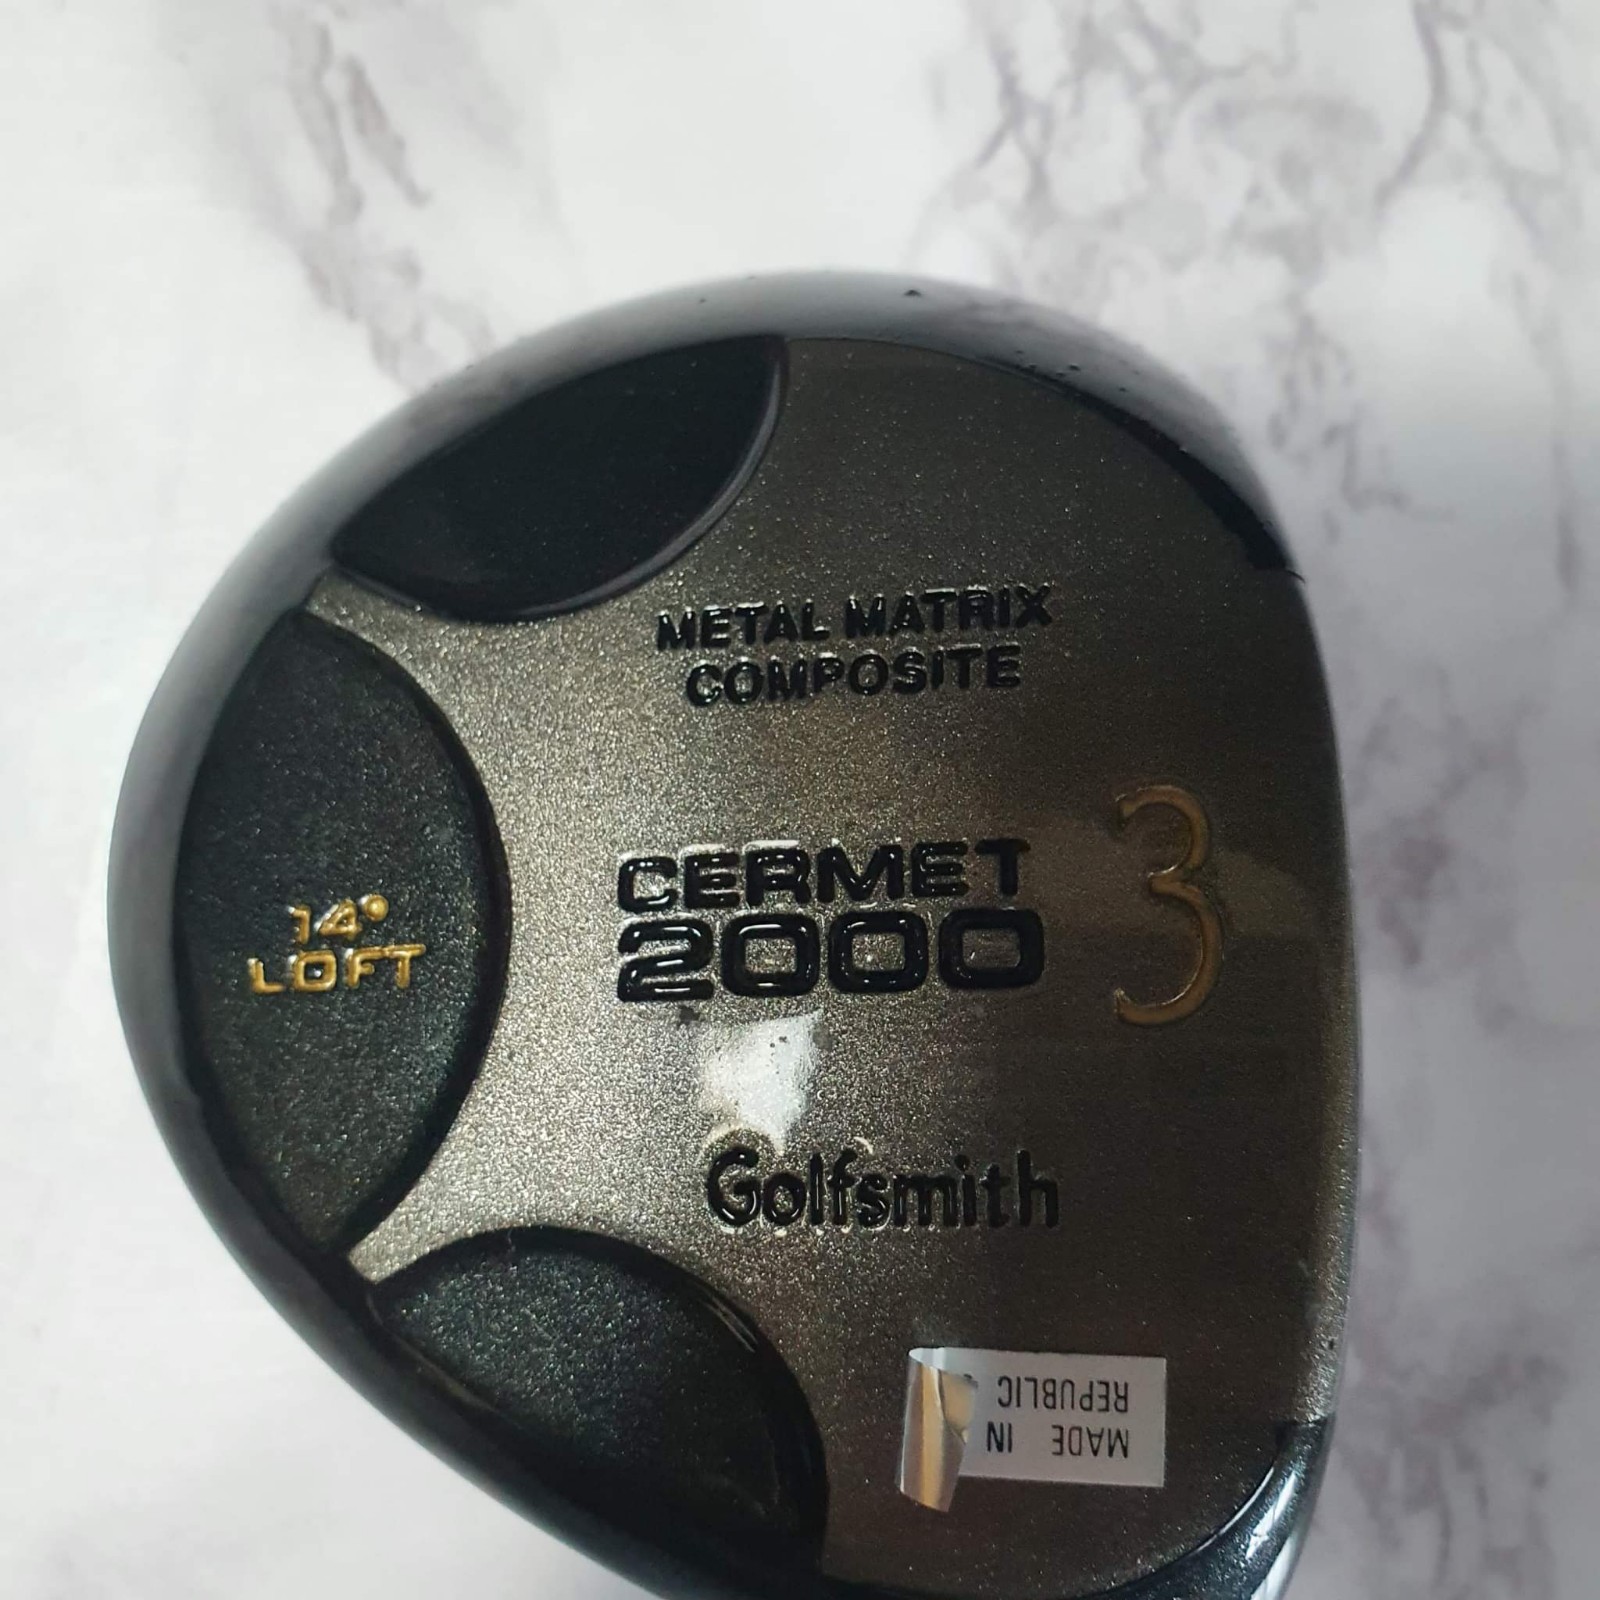 METAL MATRIX
COMPOSITE
CERMET
2000
3
14°
LOFT
Golfsmith
MADE IN
REPUBLIC